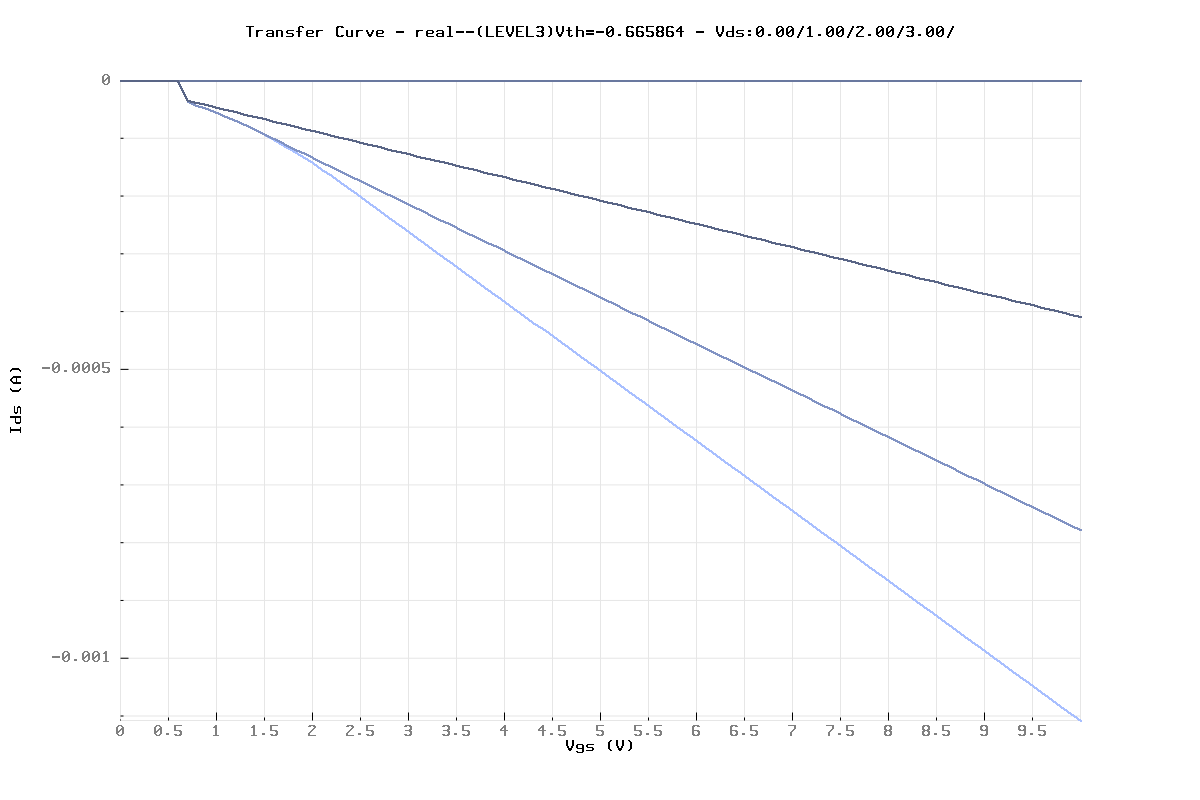 Transfer Curve - real--(LEVEL3)Vth=-0.665864 - Vds:0.00/1.00/2.00/3.00/
0
-0.0005
-0.001
Ids (A)
0 0.5 1 1.5 2 2.5 3 3.5 4 4.5 5 5.5 6 6.5 7 7.5 8 8.5 9 9.5
Vgs (V)